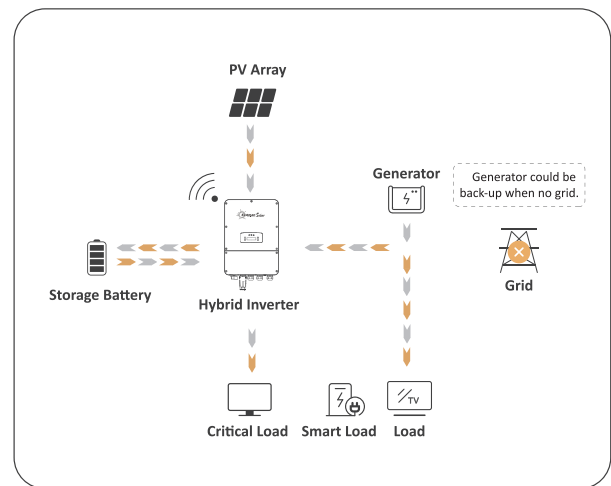 PV Array
Generator
Generator could be
back-up when no grid.
Storage Battery
Hybrid Inverter
Grid
TV
Critical Load
Smart Load
Load